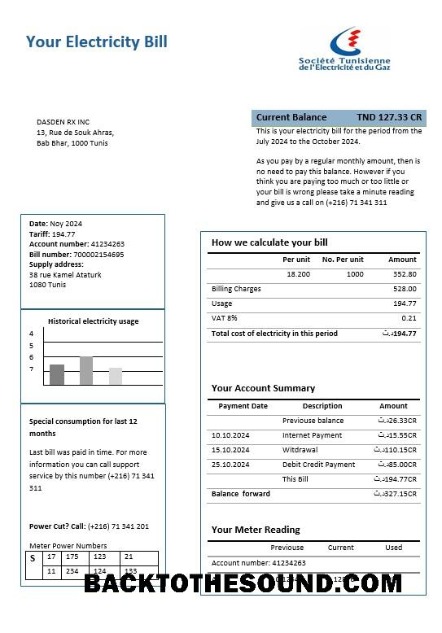 Your Electricity Bill
Société Tunisienne
de l'Electricité et du Gaz
DASDEN RX INC
13, Rue de Souk Ahras,
Bab Bhar, 1000 Tunis
Current Balance TND 127.33 CR
This is your electricity bill for the period from the
July 2024 to the October 2024.
As you pay by a regular monthly amount, then is
no need to pay this balance. However if you
think you are paying too much or too little or
your bill is wrong please take a minute reading
and give us a call on (+216) 71 341 311
Date: Noy 2024
Tariff: 194.77
Account number: 41234263
Bill number: 700002154695
Supply address:
38 rue Kamel Ataturk
1080 Tunis
Historical electricity usage
4
5
6
7
Special consumption for last 12
months
Last bill was paid in time. For more
information you can call support
service by this number (+216) 71 341
311
Power Cut? Call: (+216) 71 341 201
Meter Power Numbers
S 17 175 123 21
11 234 124 133
How we calculate your bill
Per unit No. Per unit Amount
18.200 1000 352.80
Billing Charges 528.00
Usage 194.77
VAT 8% 0.21
Total cost of electricity in this period د.ت194.77
Your Account Summary
Payment Date Description Amount
Previouse balance د.ت26.33CR
10.10.2024 Internet Payment د.ت15.55CR
15.10.2024 Witdrawal د.ت110.15CR
25.10.2024 Debit Credit Payment د.ت85.00CR
This Bill د.ت194.77CR
Balance forward د.ت327.15CR
Your Meter Reading
Previouse Current Used
Account number: 41234263
BACKTOTHESOUND.COM